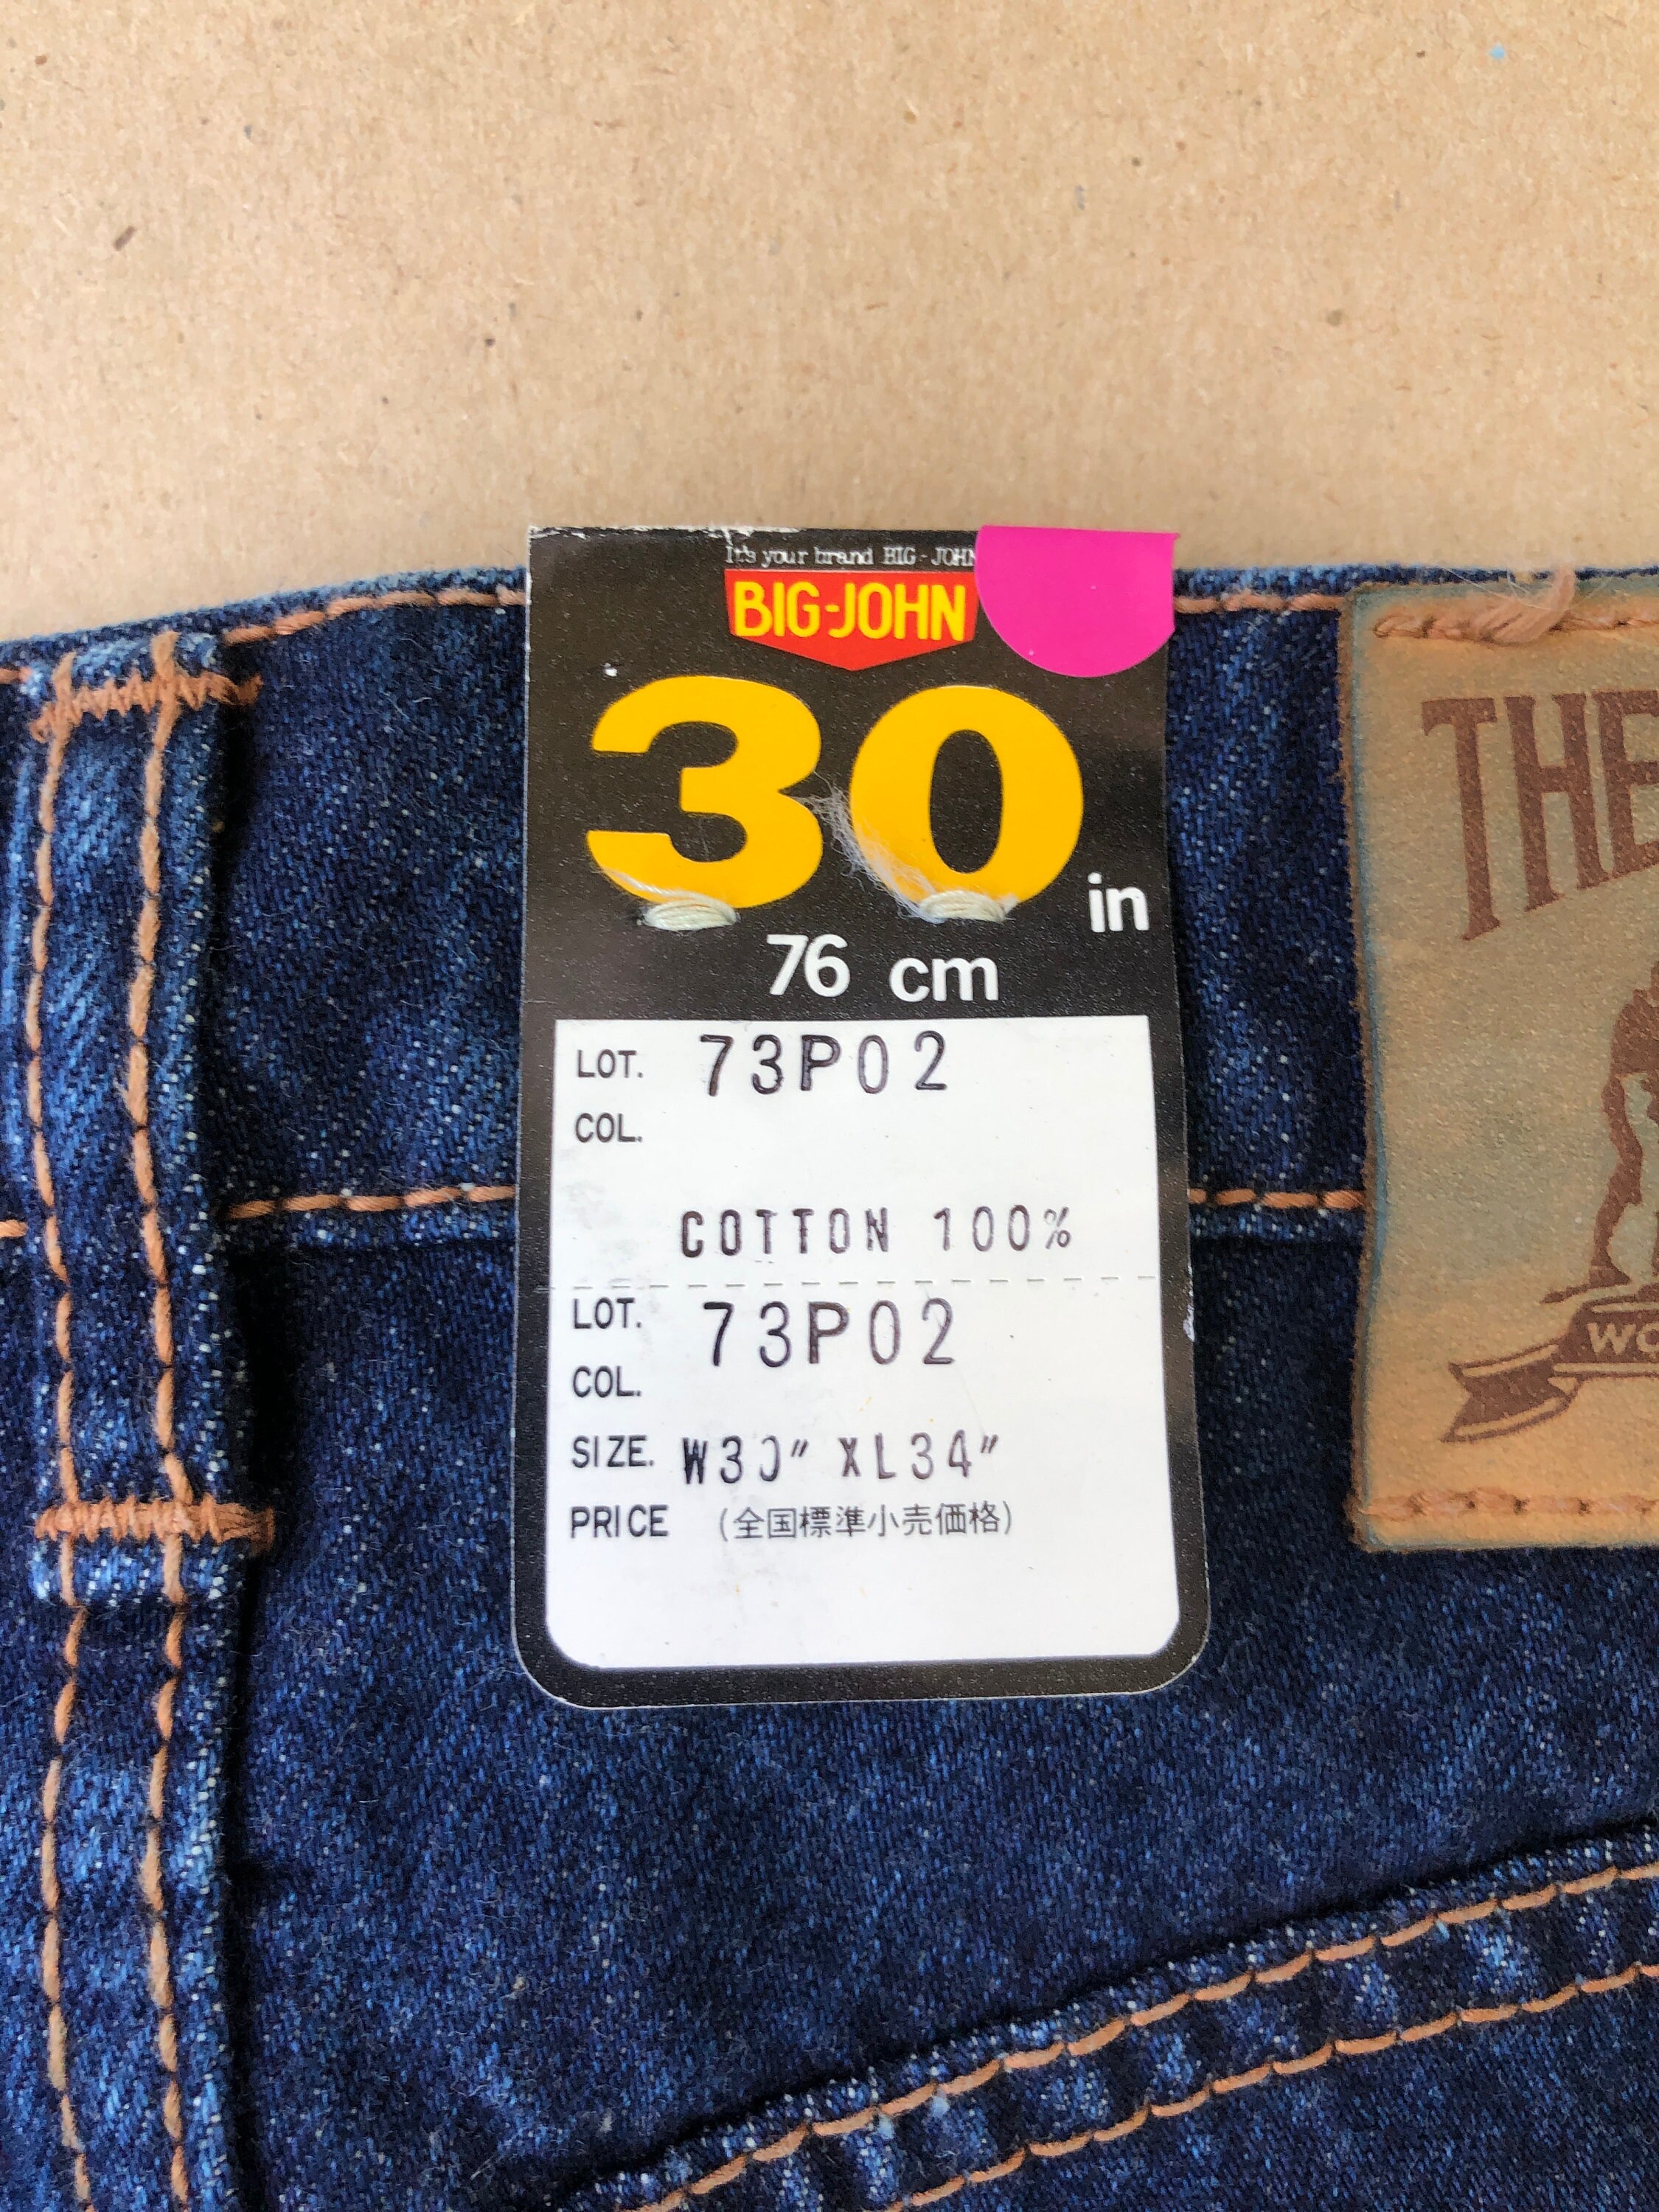 It's your brand BIG-JOHN
BIG-JOHN
30 in
76 cm
LOT. 73P02
COL.
COTTON 100%
LOT. 73P02
COL.
SIZE. W30" XL34"
PRICE (全国標準小売価格)
THE